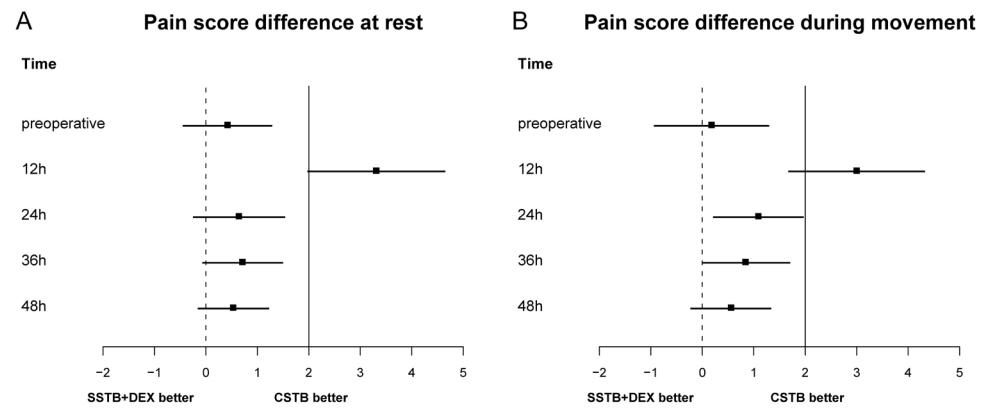 A Pain score difference at rest
Time
preoperative
12h
24h
36h
48h
−2 −1 0 1 2 3 4 5
SSTB+DEX better CSTB better
B Pain score difference during movement
Time
preoperative
12h
24h
36h
48h
−2 −1 0 1 2 3 4 5
SSTB+DEX better CSTB better